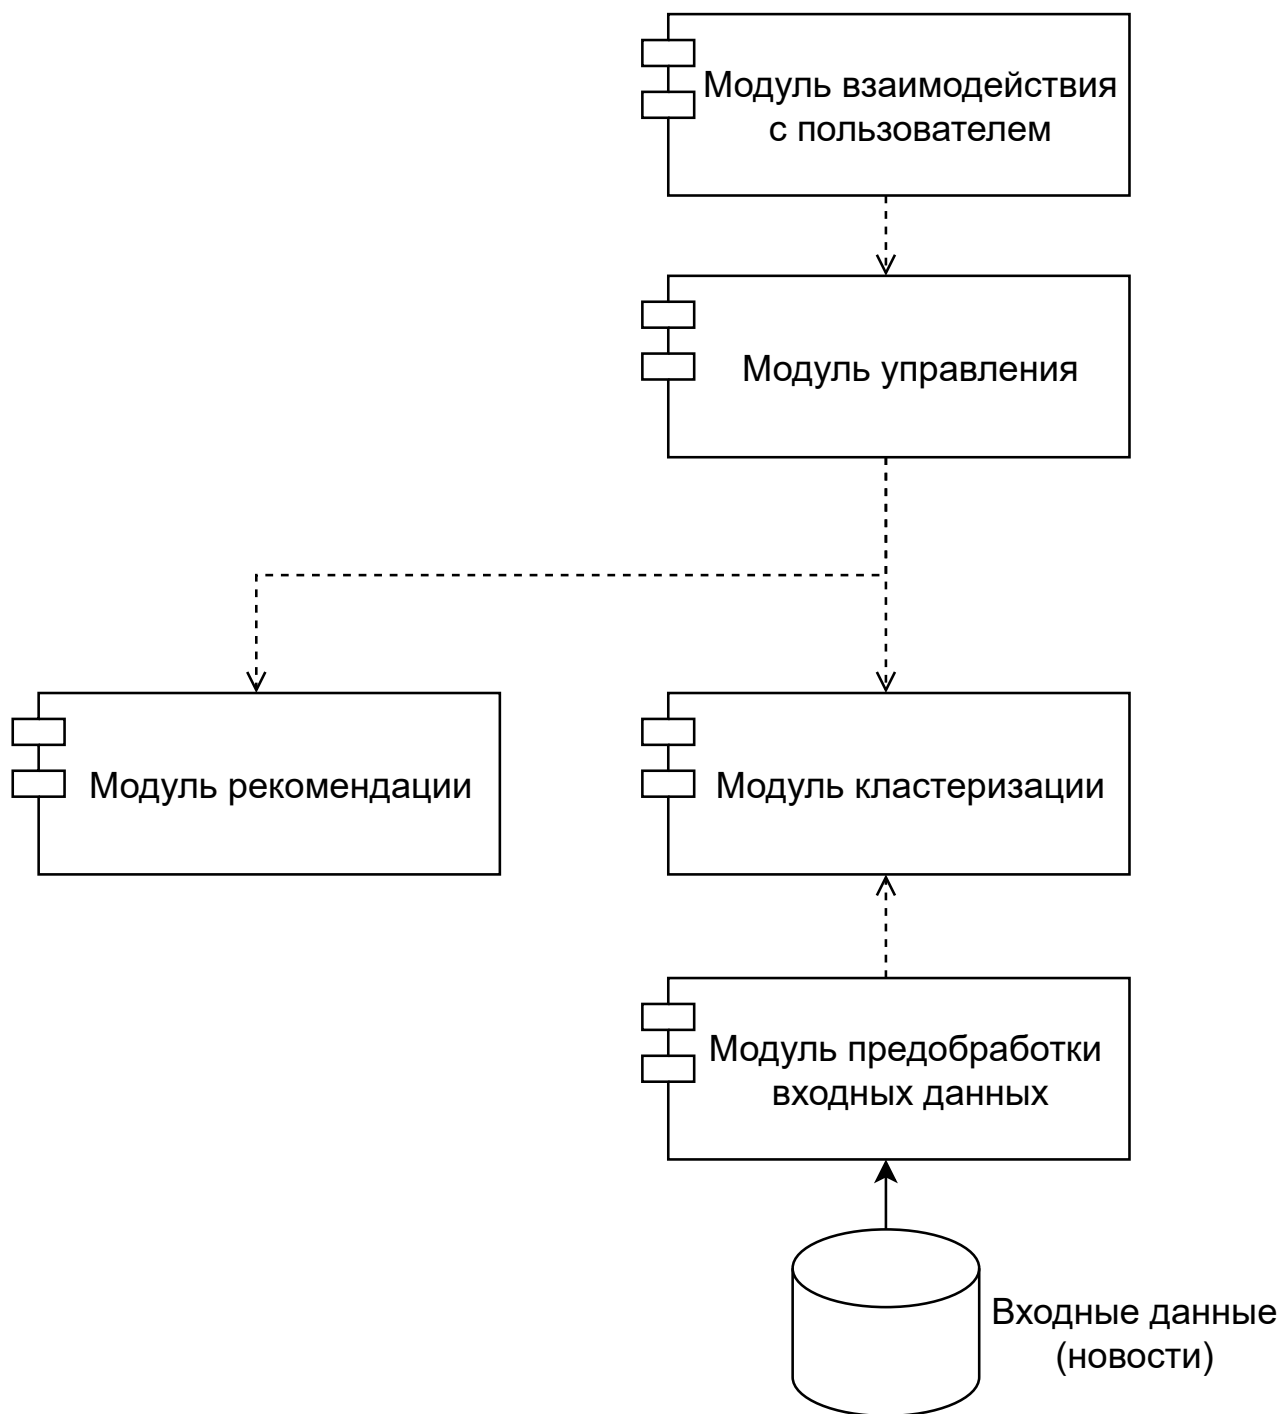 Модуль взаимодействия
с пользователем
Модуль управления
Модуль рекомендации
Модуль кластеризации
Модуль предобработки
входных данных
Входные данные
(новости)